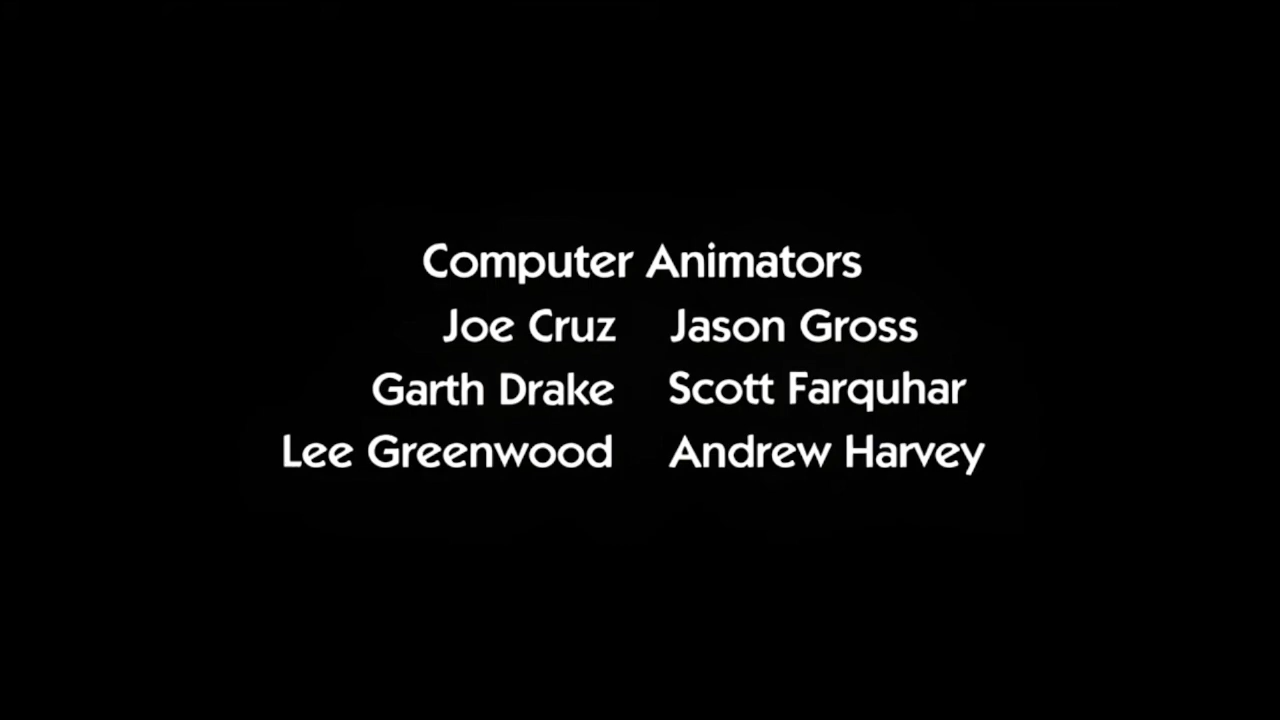 Computer Animators
Joe Cruz Jason Gross
Garth Drake Scott Farquhar
Lee Greenwood Andrew Harvey